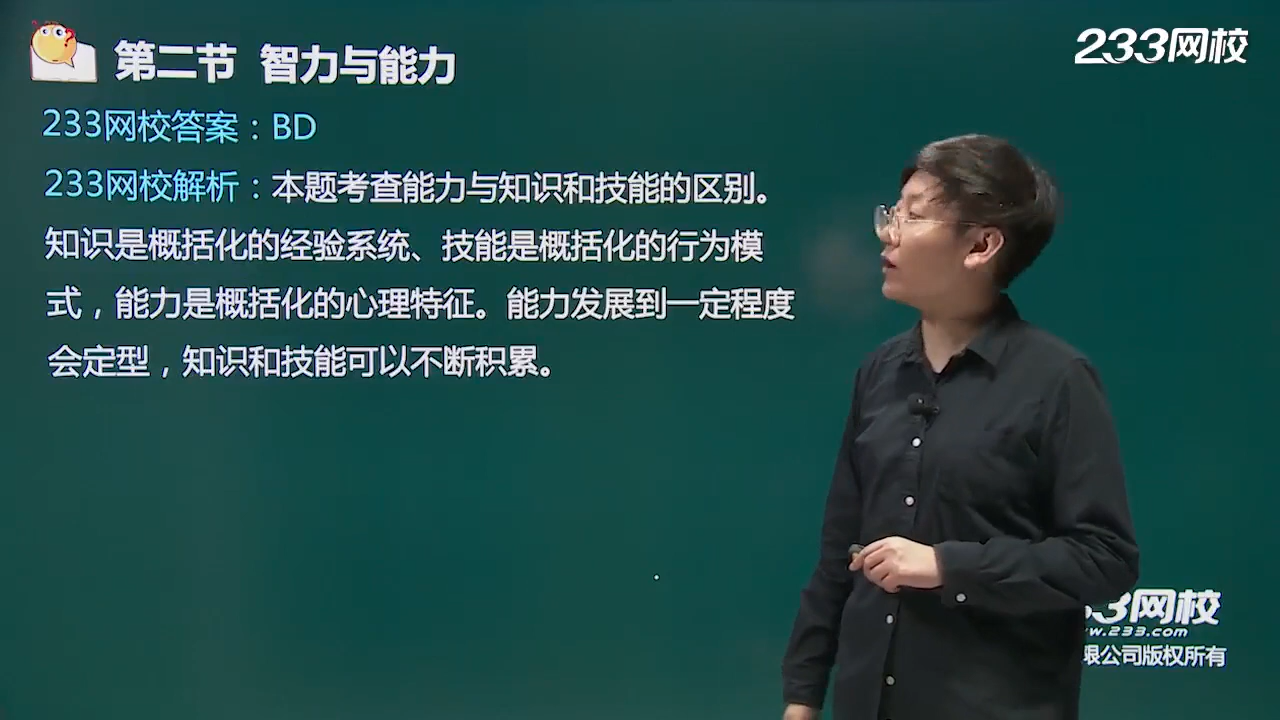 第二节 智力与能力
233网校
233网校答案：BD
233网校解析：本题考查能力与知识和技能的区别。
知识是概括化的经验系统、技能是概括化的行为模
式，能力是概括化的心理特征。能力发展到一定程度
会定型，知识和技能可以不断积累。
33网校
w.233.com
限公司版权所有